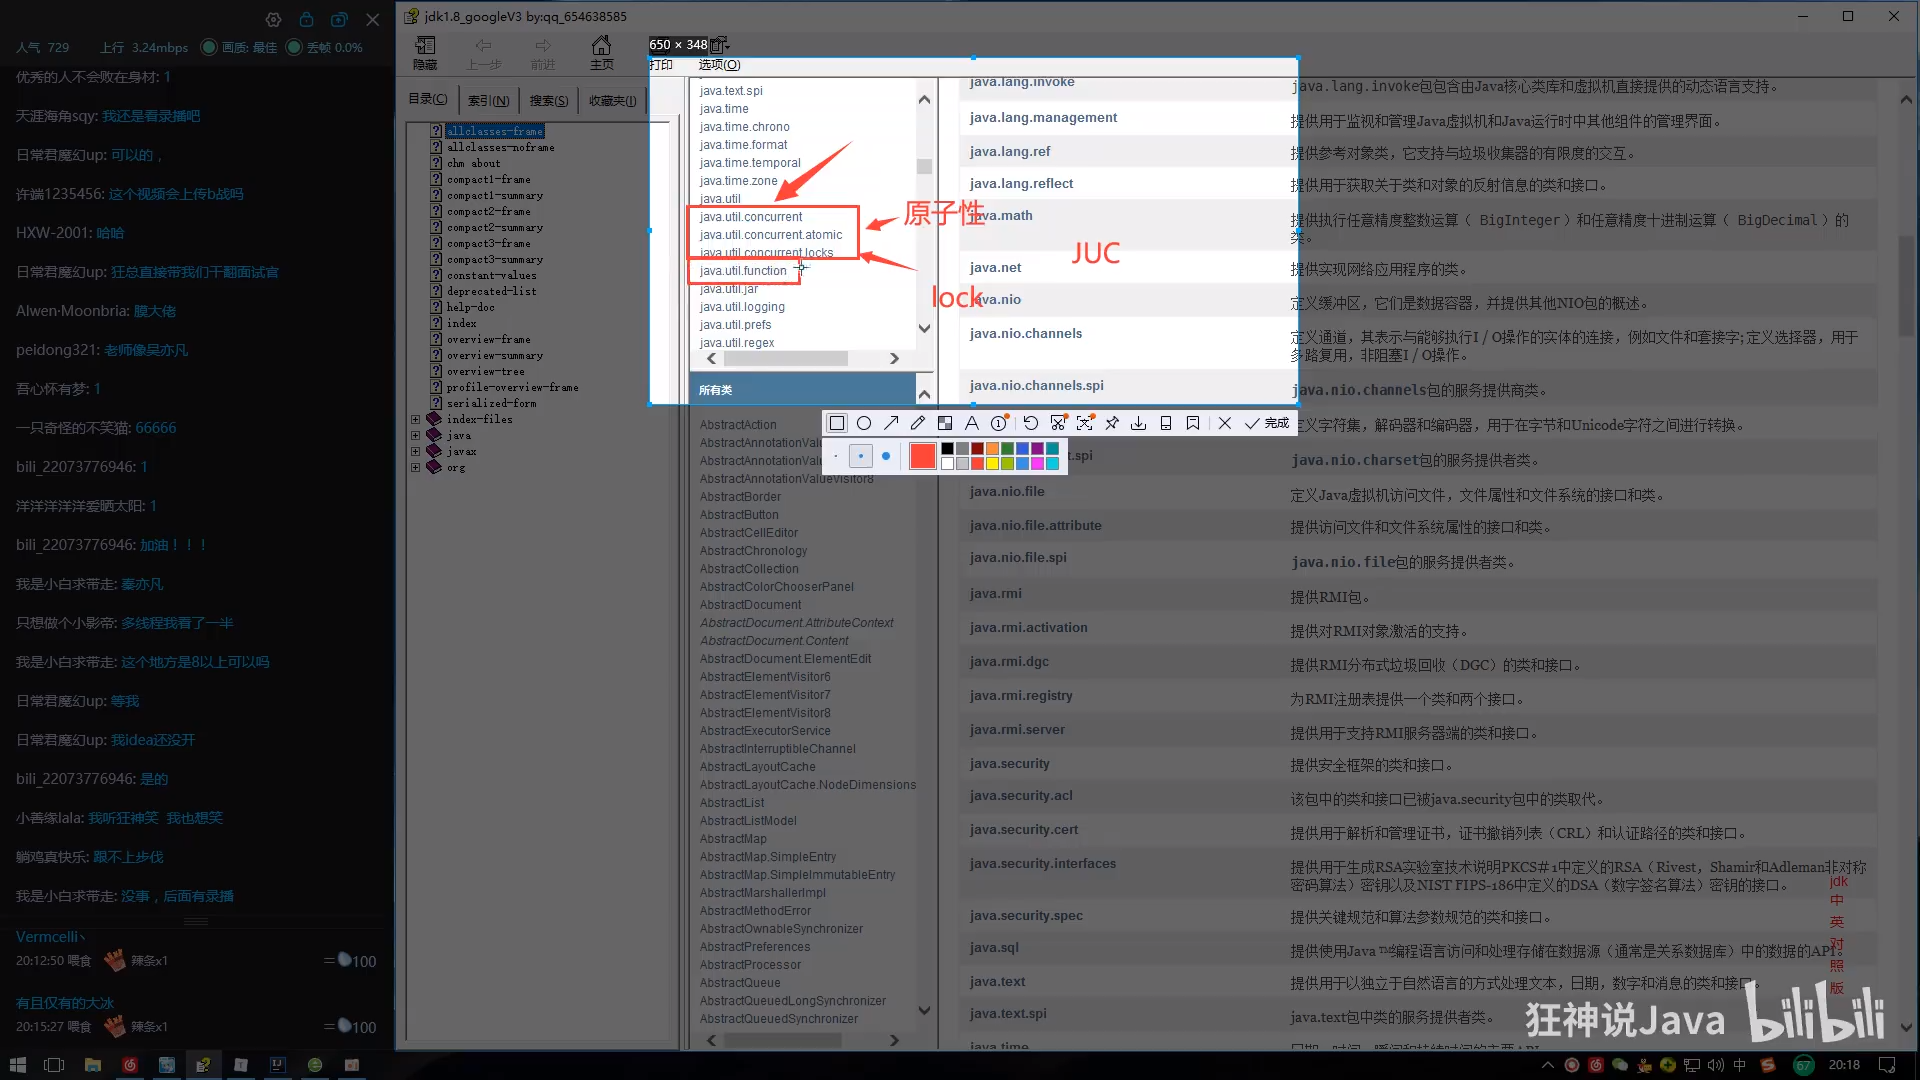 人气 729 上行 3.24mbps 画质: 最佳 丢帧 0.0%
优秀的人不会败在身材: 1
天涯海角sqy: 我还是看录播吧
日常君魔幻up: 可以的，
许端1235456: 这个视频会上传b战吗
HXW-2001: 哈哈
日常君魔幻up: 狂总直接带我们干翻面试官
Alwen·Moonbria: 膜大佬
peidong321: 老师像吴亦凡
吾心怀有梦: 1
一只奇怪的不笑猫: 66666
bili_22073776946: 1
洋洋洋洋洋爱晒太阳: 1
bili_22073776946: 加油！！！
我是小白求带走: 秦亦凡
只想做个小影帝: 多线程我看了一半
我是小白求带走: 这个地方是8以上可以吗
日常君魔幻up: 等我
日常君魔幻up: 我idea还没开
bili_22073776946: 是的
小善缘lala: 我听狂神笑 我也想笑
鹅鸡真快乐: 跟不上步伐
我是小白求带走: 没事，后面有录播
Vermcelli丶
20:12:50 喂食 辣条x1 =100
有且仅有的大冰
20:15:27 喂食 辣条x1 =100
jdk1.8_googleV3 by:qq_654638585
隐藏 上一步 前进 主页 打印 选项(O)
650 × 348
目录(C) 索引(N) 搜索(S) 收藏夹(I)
allclasses-frame
allclasses-noframe
chm about
compact1-frame
compact1-summary
compact2-frame
compact2-summary
compact3-frame
compact3-summary
constant-values
deprecated-list
help-doc
index
overview-frame
overview-summary
overview-tree
profile-overview-frame
serialized-form
index-files
java
javax
org
java.text.spi
java.time
java.time.chrono
java.time.format
java.time.temporal
java.time.zone
java.util
java.util.concurrent
java.util.concurrent.atomic
java.util.concurrent.locks
java.util.function
java.util.jar
java.util.logging
java.util.prefs
java.util.regex
原子性
JUC
lock
所有类
AbstractAction
AbstractAnnotationValu
AbstractAnnotationValu
AbstractAnnotationValueVisitor8
AbstractBorder
AbstractButton
AbstractCellEditor
AbstractChronology
AbstractCollection
AbstractColorChooserPanel
AbstractDocument
AbstractDocument.AttributeContext
AbstractDocument.Content
AbstractDocument.ElementEdit
AbstractElementVisitor6
AbstractElementVisitor7
AbstractElementVisitor8
AbstractExecutorService
AbstractInterruptibleChannel
AbstractLayoutCache
AbstractLayoutCache.NodeDimensions
AbstractList
AbstractListModel
AbstractMap
AbstractMap.SimpleEntry
AbstractMap.SimpleImmutableEntry
AbstractMarshallerImpl
AbstractMethodError
AbstractOwnableSynchronizer
AbstractPreferences
AbstractProcessor
AbstractQueue
AbstractQueuedLongSynchronizer
AbstractQueuedSynchronizer
完成
java.lang.invoke java.lang.invoke包包含由Java核心类库和虚拟机直接提供的动态语言支持。
java.lang.management 提供用于监视和管理Java虚拟机和Java运行时中其他组件的管理界面。
java.lang.ref 提供参考对象类，它支持与垃圾收集器的有限度的交互。
java.lang.reflect 提供用于获取关于类和对象的反射信息的类和接口。
java.math 提供执行任意精度整数运算（ BigInteger ）和任意精度十进制运算（ BigDecimal ）的
类。
java.net 提供实现网络应用程序的类。
java.nio 定义缓冲区，它们是数据容器，并提供其他NIO包的概述。
java.nio.channels 定义通道，其表示与能够执行I / O操作的实体的连接，例如文件和套接字; 定义选择器，用于
多路复用，非阻塞I / O操作。
java.nio.channels.spi java.nio.channels包的服务提供商类。
定义字符集，解码器和编码器，用于在字节和Unicode字符之间进行转换。
t.spi java.nio.charset包的服务提供者类。
java.nio.file 定义Java虚拟机访问文件，文件属性和文件系统的接口和类。
java.nio.file.attribute 提供访问文件和文件系统属性的接口和类。
java.nio.file.spi java.nio.file包的服务提供者类。
java.rmi 提供RMI包。
java.rmi.activation 提供对RMI对象激活的支持。
java.rmi.dgc 提供RMI分布式垃圾回收（DGC）的类和接口。
java.rmi.registry 为RMI注册表提供一个类和两个接口。
java.rmi.server 提供用于支持RMI服务器端的类和接口。
java.security 提供安全框架的类和接口。
java.security.acl 该包中的类和接口已被java.security包中的类取代。
java.security.cert 提供用于解析和管理证书，证书撤销列表（CRL）和认证路径的类和接口。
java.security.interfaces 提供用于生成RSA实验室技术说明PKCS＃1中定义的RSA（Rivest，Shamir和Adleman非对称
密码算法）密钥以及NIST FIPS-186中定义的DSA（数字签名算法）密钥的接口。
java.security.spec 提供关键规范和算法参数规范的类和接口。
java.sql 提供使用Java™编程语言访问和处理存储在数据源（通常是关系数据库）中的数据的API。
java.text 提供用于以独立于自然语言的方式处理文本，日期，数字和消息的类和接口。
java.text.spi java.text包中类的服务提供者类。
java.time
jdk
中
英
对
照
版
狂神说Java bilibili
中 67 20:18